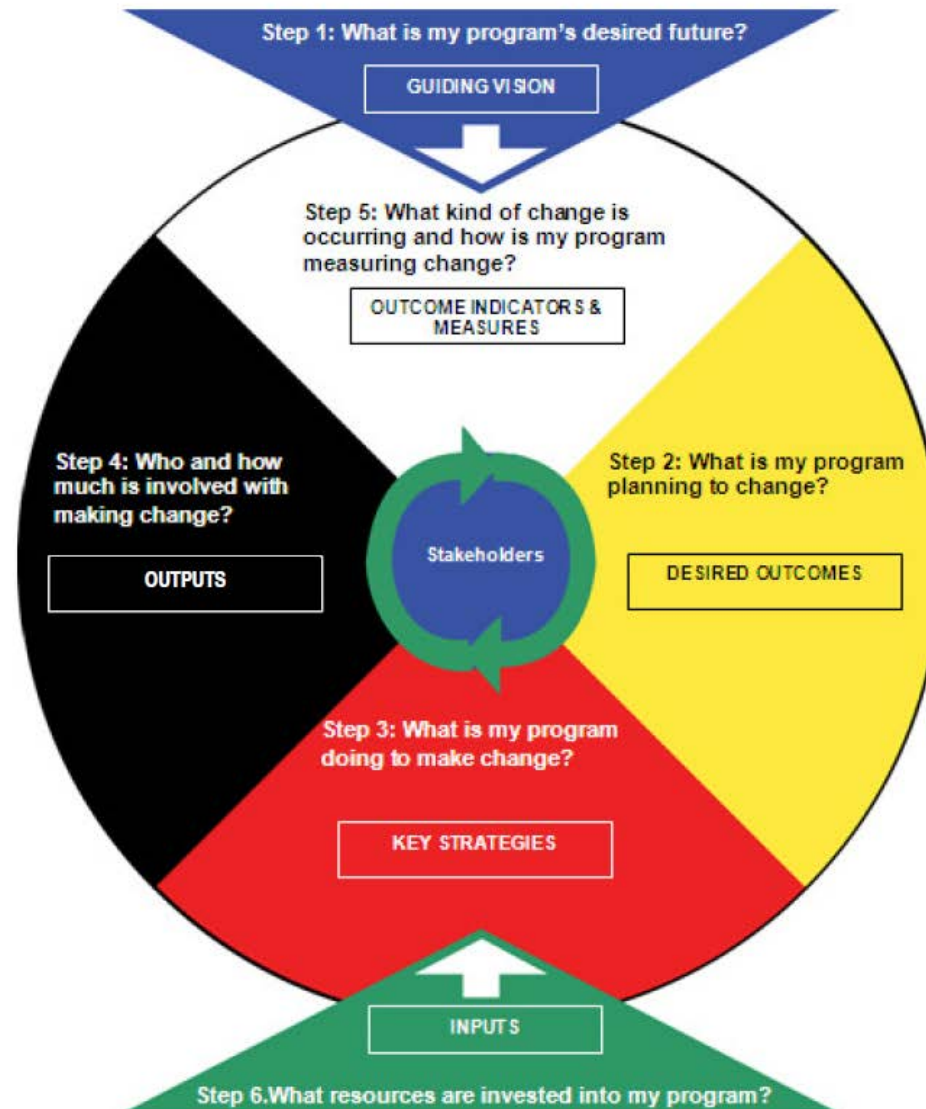 Step 1: What is my program's desired future?
GUIDING VISION
Step 5: What kind of change is
occurring and how is my program
measuring change?
OUTCOME INDICATORS &
MEASURES
Step 4: Who and how
much is involved with
making change?
OUTPUTS
Stakeholders
Step 2: What is my program
planning to change?
DESIRED OUTCOMES
Step 3: What is my program
doing to make change?
KEY STRATEGIES
INPUTS
Step 6.What resources are invested into my program?